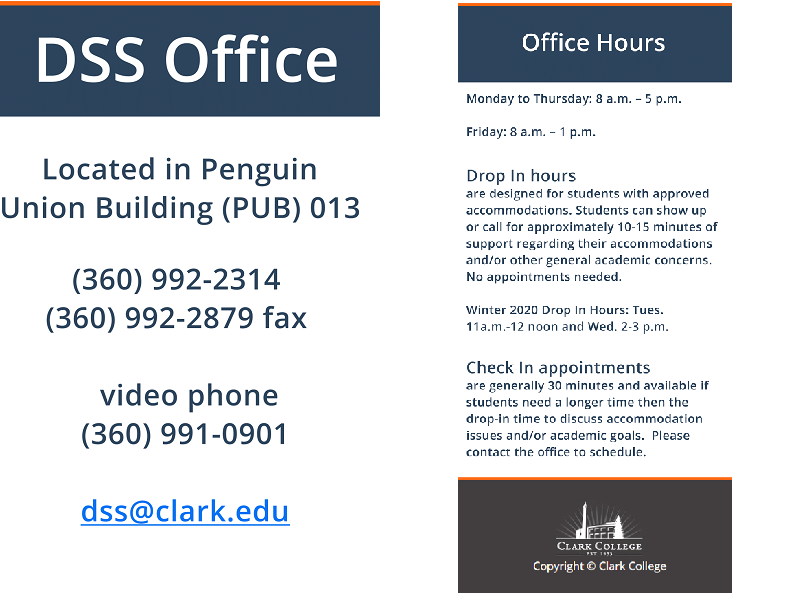 DSS Office
Located in Penguin
Union Building (PUB) 013
(360) 992-2314
(360) 992-2879 fax
video phone
(360) 991-0901
dss@clark.edu
Office Hours
Monday to Thursday: 8 a.m. – 5 p.m.
Friday: 8 a.m. – 1 p.m.
Drop In hours
are designed for students with approved
accommodations. Students can show up
or call for approximately 10-15 minutes of
support regarding their accommodations
and/or other general academic concerns.
No appointments needed.
Winter 2020 Drop In Hours: Tues.
11a.m.-12 noon and Wed. 2-3 p.m.
Check In appointments
are generally 30 minutes and available if
students need a longer time then the
drop-in time to discuss accommodation
issues and/or academic goals.  Please
contact the office to schedule.
CLARK COLLEGE
EST. 1933
Copyright © Clark College